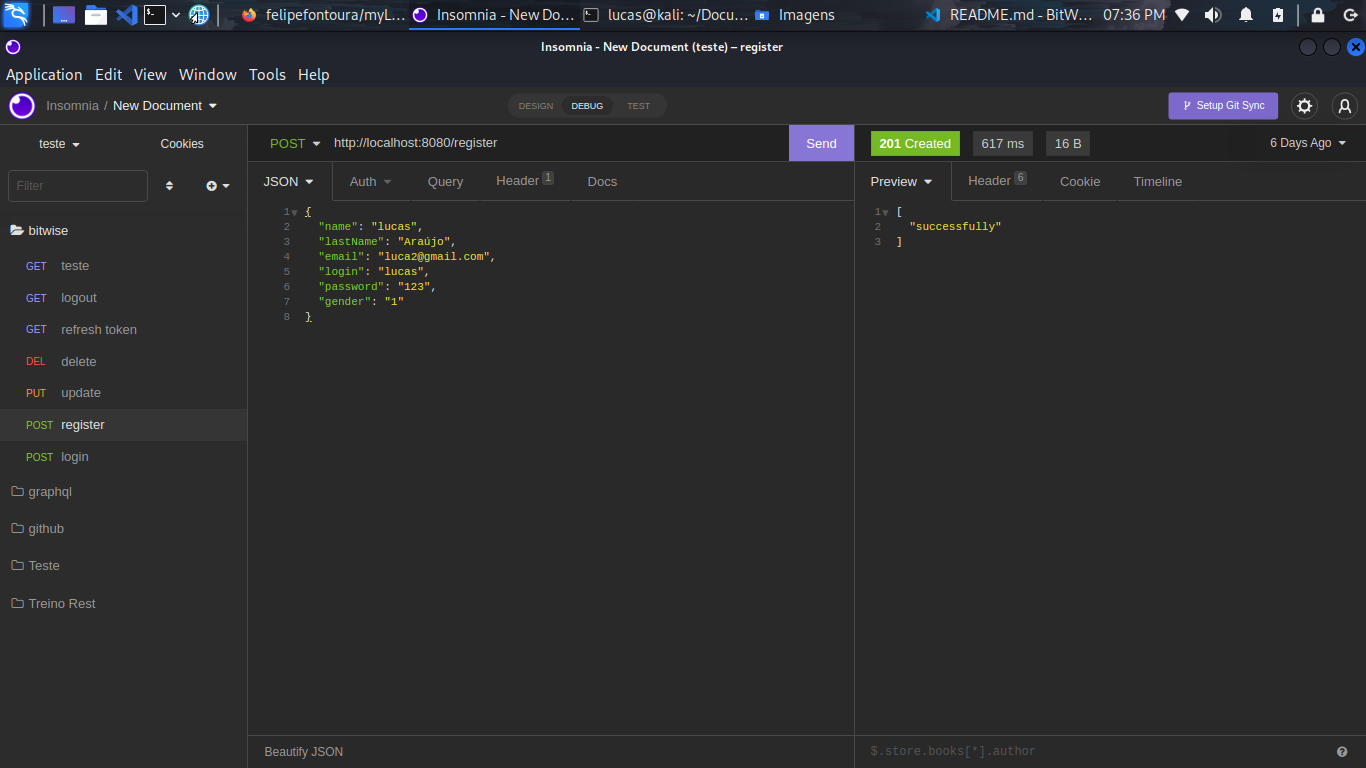 felipefontoura/myL...
Insomnia - New Do...
lucas@kali: ~/Docu...
Imagens
README.md - BitW...
07:36 PM
Insomnia - New Document (teste) – register
Application Edit View Window Tools Help
Insomnia / New Document
DESIGN DEBUG TEST
Setup Git Sync
teste
Cookies
POST http://localhost:8080/register
Send
201 Created
617 ms
16 B
6 Days Ago
Filter
JSON Auth Query Header 1 Docs
Preview Header 6 Cookie Timeline
bitwise
GET teste
GET logout
GET refresh token
DEL delete
PUT update
POST register
POST login
graphql
github
Teste
Treino Rest
1 {
2 "name": "lucas",
3 "lastName": "Araújo",
4 "email": "luca2@gmail.com",
5 "login": "lucas",
6 "password": "123",
7 "gender": "1"
8 }
1 [
2 "successfully"
3 ]
Beautify JSON
$.store.books[*].author